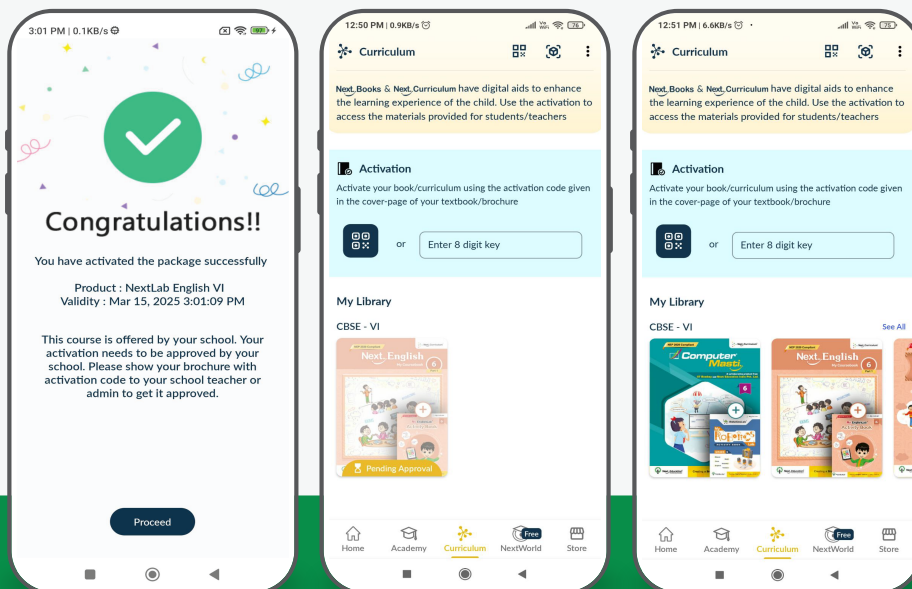 3:01 PM | 0.1KB/s
Congratulations!!
You have activated the package successfully
Product : NextLab English VI
Validity : Mar 15, 2025 3:01:09 PM
This course is offered by your school. Your
activation needs to be approved by your
school. Please show your brochure with
activation code to your school teacher or
admin to get it approved.
Proceed
12:50 PM | 0.9KB/s
76
Curriculum
Next Books & Next Curriculum have digital aids to enhance
the learning experience of the child. Use the activation to
access the materials provided for students/teachers
Activation
Activate your book/curriculum using the activation code given
in the cover-page of your textbook/brochure
or
Enter 8 digit key
My Library
CBSE - VI
Next English
6
Pending Approval
Home
Academy
Curriculum
Free
NextWorld
Store
12:51 PM | 6.6KB/s
75
Curriculum
Next Books & Next Curriculum have digital aids to enhance
the learning experience of the child. Use the activation to
access the materials provided for students/teachers
Activation
Activate your book/curriculum using the activation code given
in the cover-page of your textbook/brochure
or
Enter 8 digit key
My Library
CBSE - VI
See All
Computer
Masti
6
Next English
6
Activity Book
Home
Academy
Curriculum
Free
NextWorld
Store